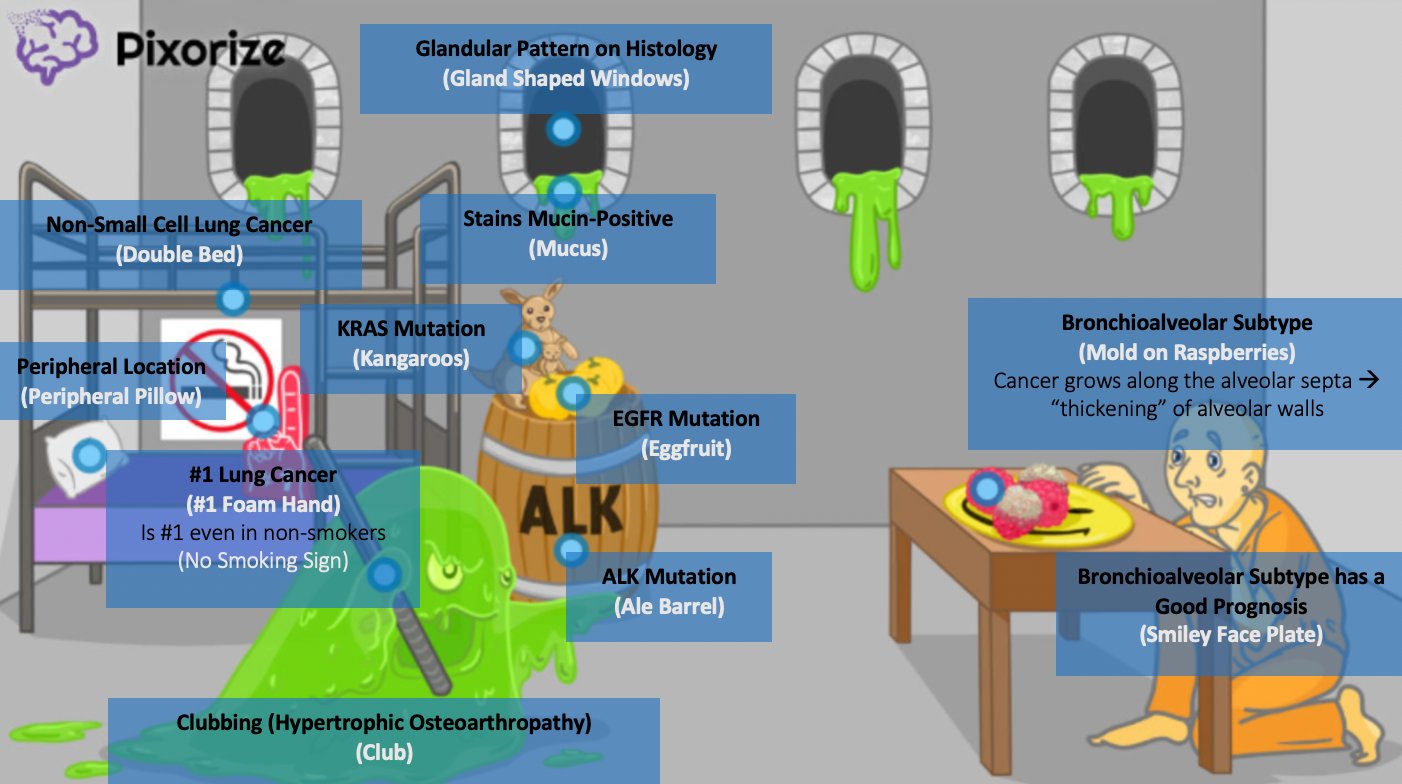 Pixorize
Glandular Pattern on Histology
(Gland Shaped Windows)
Non-Small Cell Lung Cancer
(Double Bed)
Stains Mucin-Positive
(Mucus)
KRAS Mutation
(Kangaroos)
Bronchioalveolar Subtype
(Mold on Raspberries)
Cancer grows along the alveolar septa →
“thickening” of alveolar walls
Peripheral Location
(Peripheral Pillow)
EGFR Mutation
(Eggfruit)
#1 Lung Cancer
(#1 Foam Hand)
Is #1 even in non-smokers
(No Smoking Sign)
ALK
ALK Mutation
(Ale Barrel)
Bronchioalveolar Subtype has a
Good Prognosis
(Smiley Face Plate)
Clubbing (Hypertrophic Osteoarthropathy)
(Club)